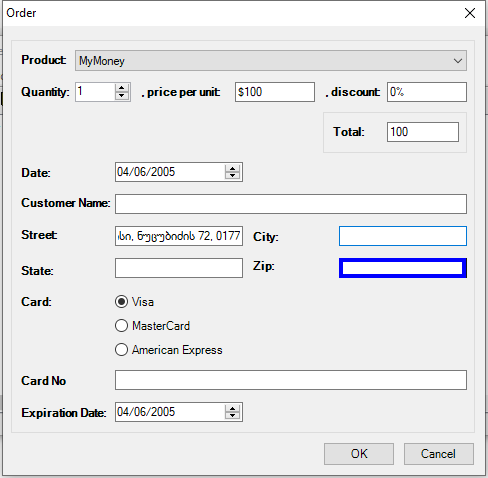 Order
Product: MyMoney
Quantity: 1 , price per unit: $100 , discount: 0%
Total: 100
Date: 04/06/2005
Customer Name:
Street ნუცუბიძის 72, 0177 City:
State: Zip:
Card: Visa
MasterCard
American Express
Card No
Expiration Date: 04/06/2005
OK Cancel